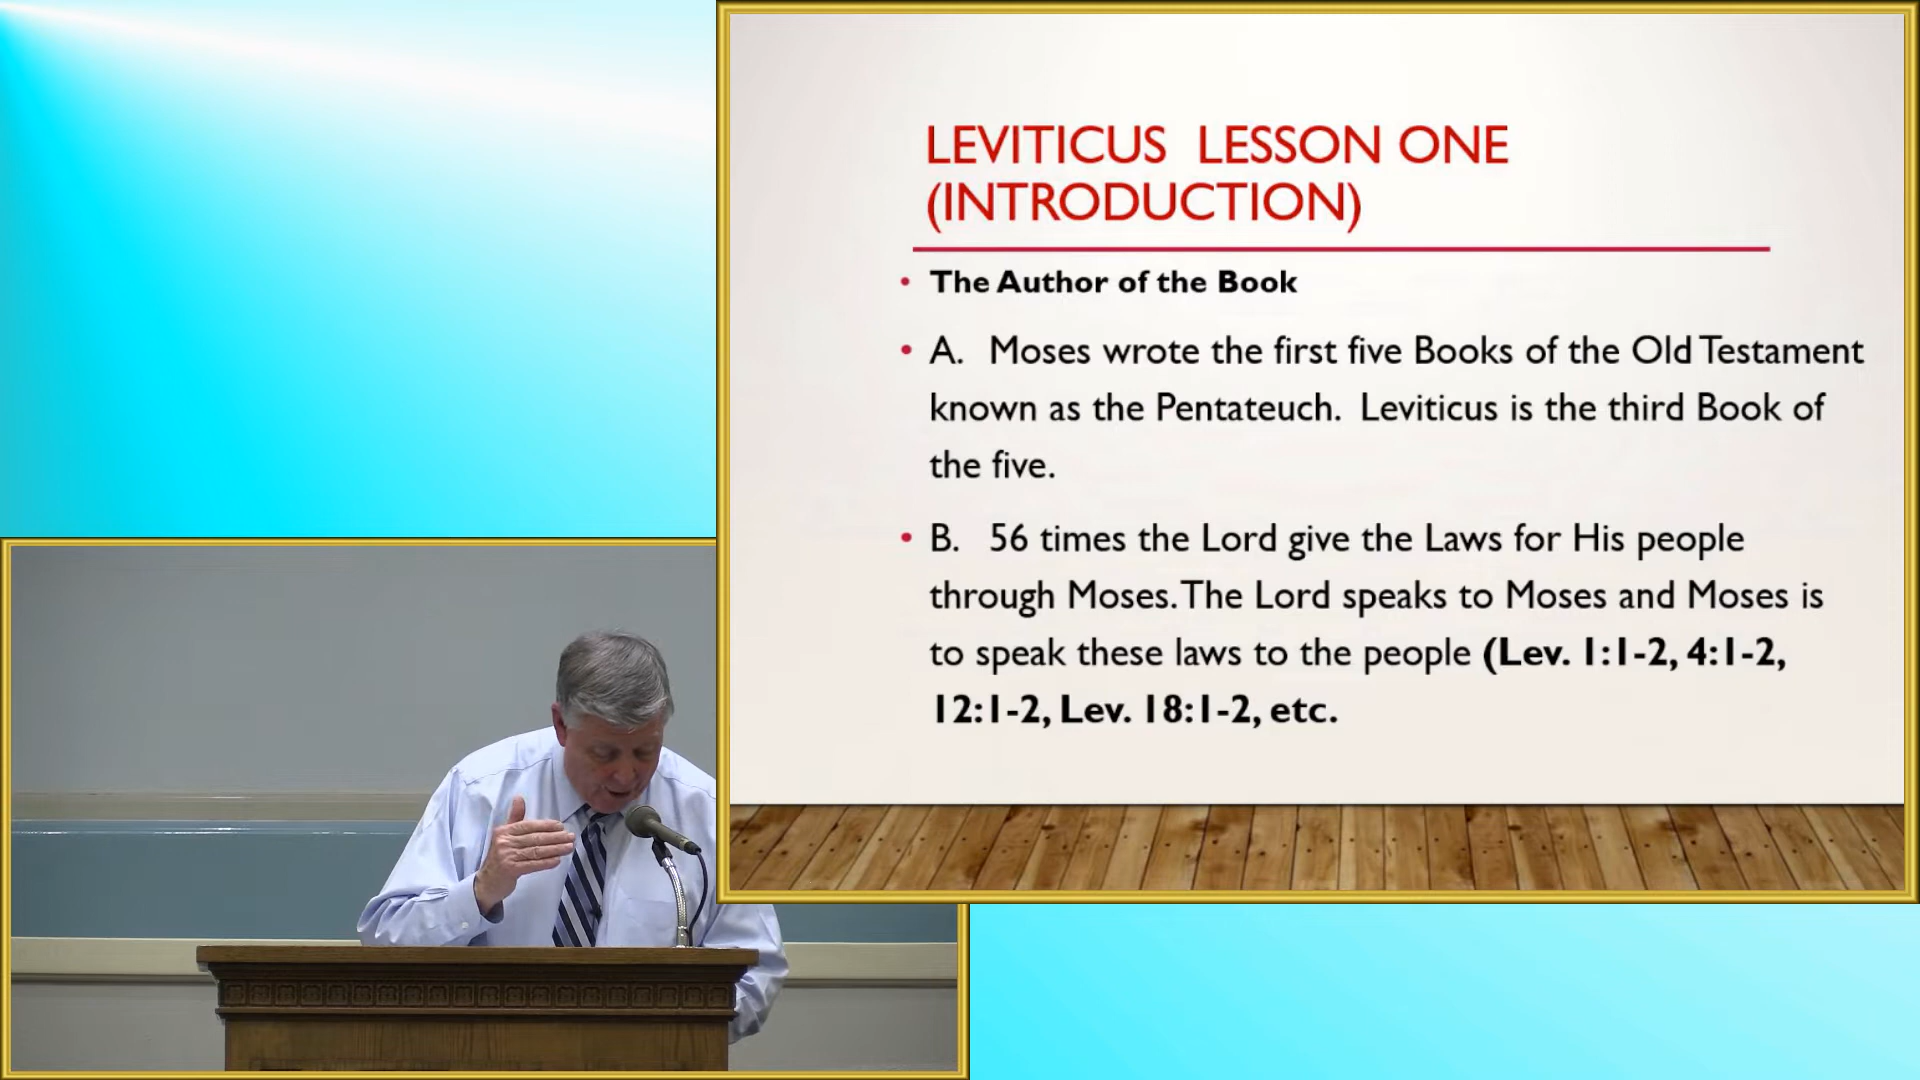 LEVITICUS LESSON ONE
(INTRODUCTION)
• The Author of the Book
• A. Moses wrote the first five Books of the Old Testament
known as the Pentateuch. Leviticus is the third Book of
the five.
• B. 56 times the Lord give the Laws for His people
through Moses. The Lord speaks to Moses and Moses is
to speak these laws to the people (Lev. 1:1-2, 4:1-2,
12:1-2, Lev. 18:1-2, etc.